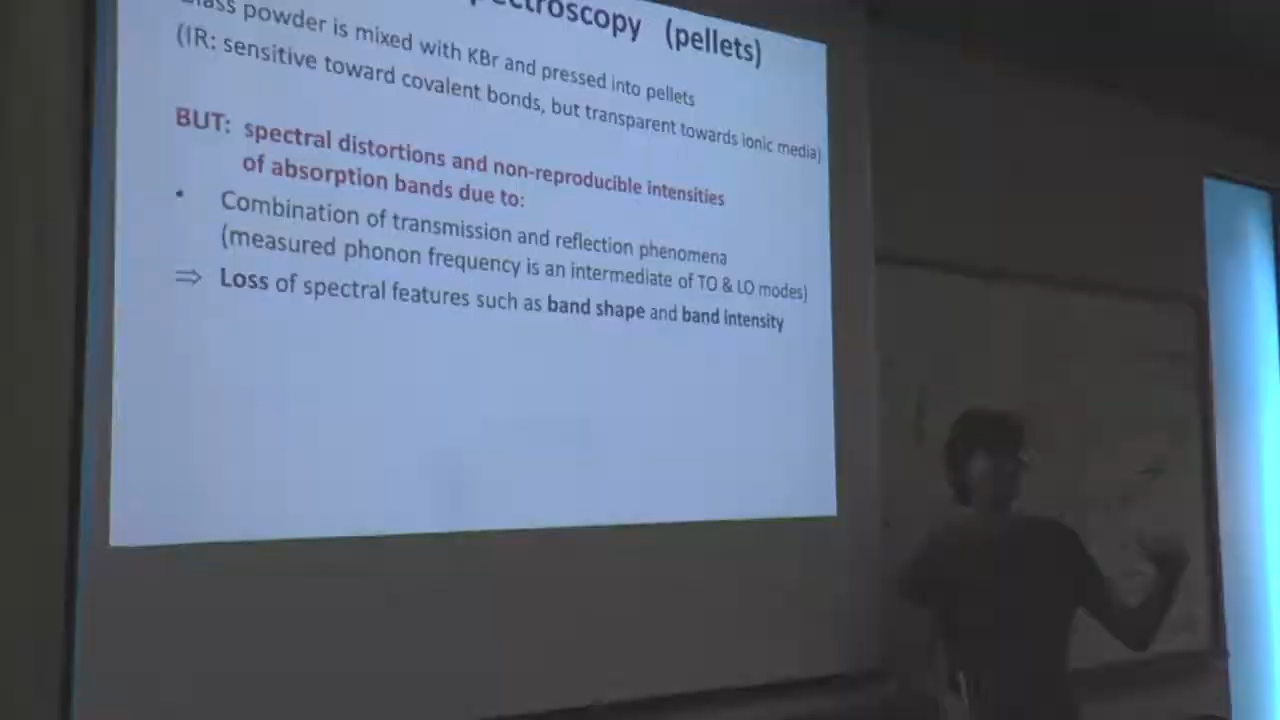 (pellets)
powder is mixed with KBr and pressed into pellets
(IR: sensitive toward covalent bonds, but transparent towards ionic media)
BUT: spectral distortions and non-reproducible intensities
of absorption bands due to:
• Combination of transmission and reflection phenomena
(measured phonon frequency is an intermediate of TO & LO modes)
⇒ Loss of spectral features such as band shape and band intensity